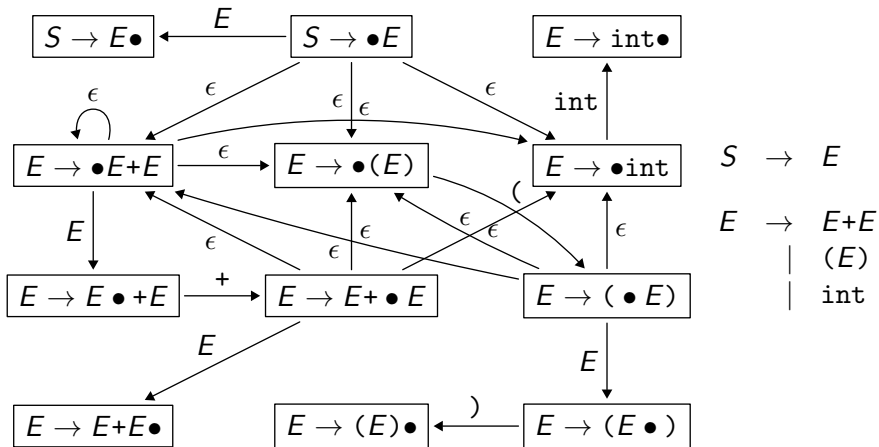 E
S → E•
S → •E
E → int•
ϵ
ϵ
ϵ
ϵ
ϵ
int
E → •E+E
ϵ
E → •(E)
E → •int
S → E
(
E
ϵ
ϵ
ϵ
ϵ
ϵ
ϵ
E → E+E
| (E)
E → E • +E
+
E → E+ • E
E → ( • E)
| int
E
E
E → E+E•
E → (E)•
)
E → (E • )